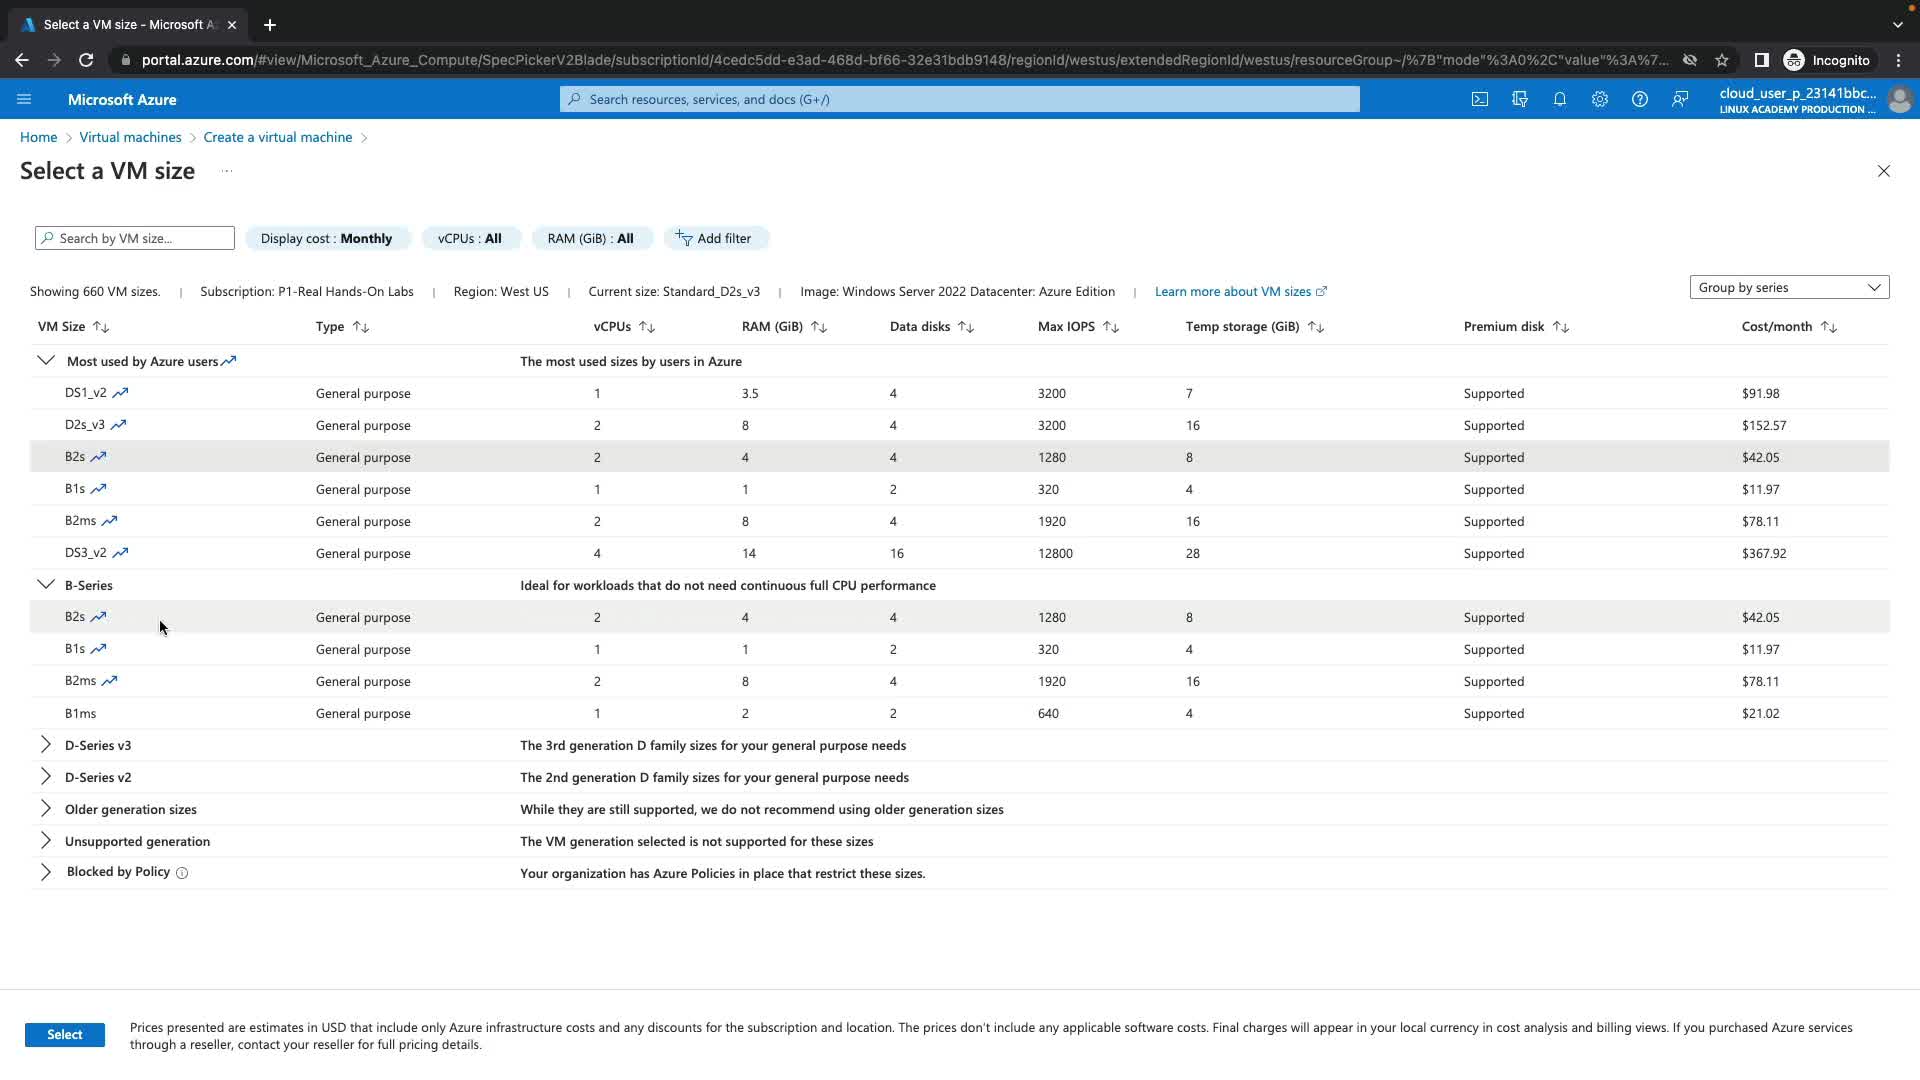 Select a VM size - Microsoft A
portal.azure.com/#view/Microsoft_Azure_Compute/SpecPickerV2Blade/subscriptionId/4cedc5dd-e3ad-468d-bf66-32e31bdb9148/regionId/westus/extendedRegionId/westus/resourceGroup~/%7B"mode"%3A0%2C"value"%3A%7... Incognito
Microsoft Azure Search resources, services, and docs (G+/) cloud_user_p_23141bbc...
LINUX ACADEMY PRODUCTION ...
Home > Virtual machines > Create a virtual machine >
Select a VM size ...
Search by VM size... Display cost : Monthly vCPUs : All RAM (GiB) : All Add filter
Showing 660 VM sizes. | Subscription: P1-Real Hands-On Labs | Region: West US | Current size: Standard_D2s_v3 | Image: Windows Server 2022 Datacenter: Azure Edition | Learn more about VM sizes Group by series
VM Size Type vCPUs RAM (GiB) Data disks Max IOPS Temp storage (GiB) Premium disk Cost/month
Most used by Azure users The most used sizes by users in Azure
DS1_v2 General purpose 1 3.5 4 3200 7 Supported $91.98
D2s_v3 General purpose 2 8 4 3200 16 Supported $152.57
B2s General purpose 2 4 4 1280 8 Supported $42.05
B1s General purpose 1 1 2 320 4 Supported $11.97
B2ms General purpose 2 8 4 1920 16 Supported $78.11
DS3_v2 General purpose 4 14 16 12800 28 Supported $367.92
B-Series Ideal for workloads that do not need continuous full CPU performance
B2s General purpose 2 4 4 1280 8 Supported $42.05
B1s General purpose 1 1 2 320 4 Supported $11.97
B2ms General purpose 2 8 4 1920 16 Supported $78.11
B1ms General purpose 1 2 2 640 4 Supported $21.02
D-Series v3 The 3rd generation D family sizes for your general purpose needs
D-Series v2 The 2nd generation D family sizes for your general purpose needs
Older generation sizes While they are still supported, we do not recommend using older generation sizes
Unsupported generation The VM generation selected is not supported for these sizes
Blocked by Policy Your organization has Azure Policies in place that restrict these sizes.
Select Prices presented are estimates in USD that include only Azure infrastructure costs and any discounts for the subscription and location. The prices don't include any applicable software costs. Final charges will appear in your local currency in cost analysis and billing views. If you purchased Azure services
through a reseller, contact your reseller for full pricing details.